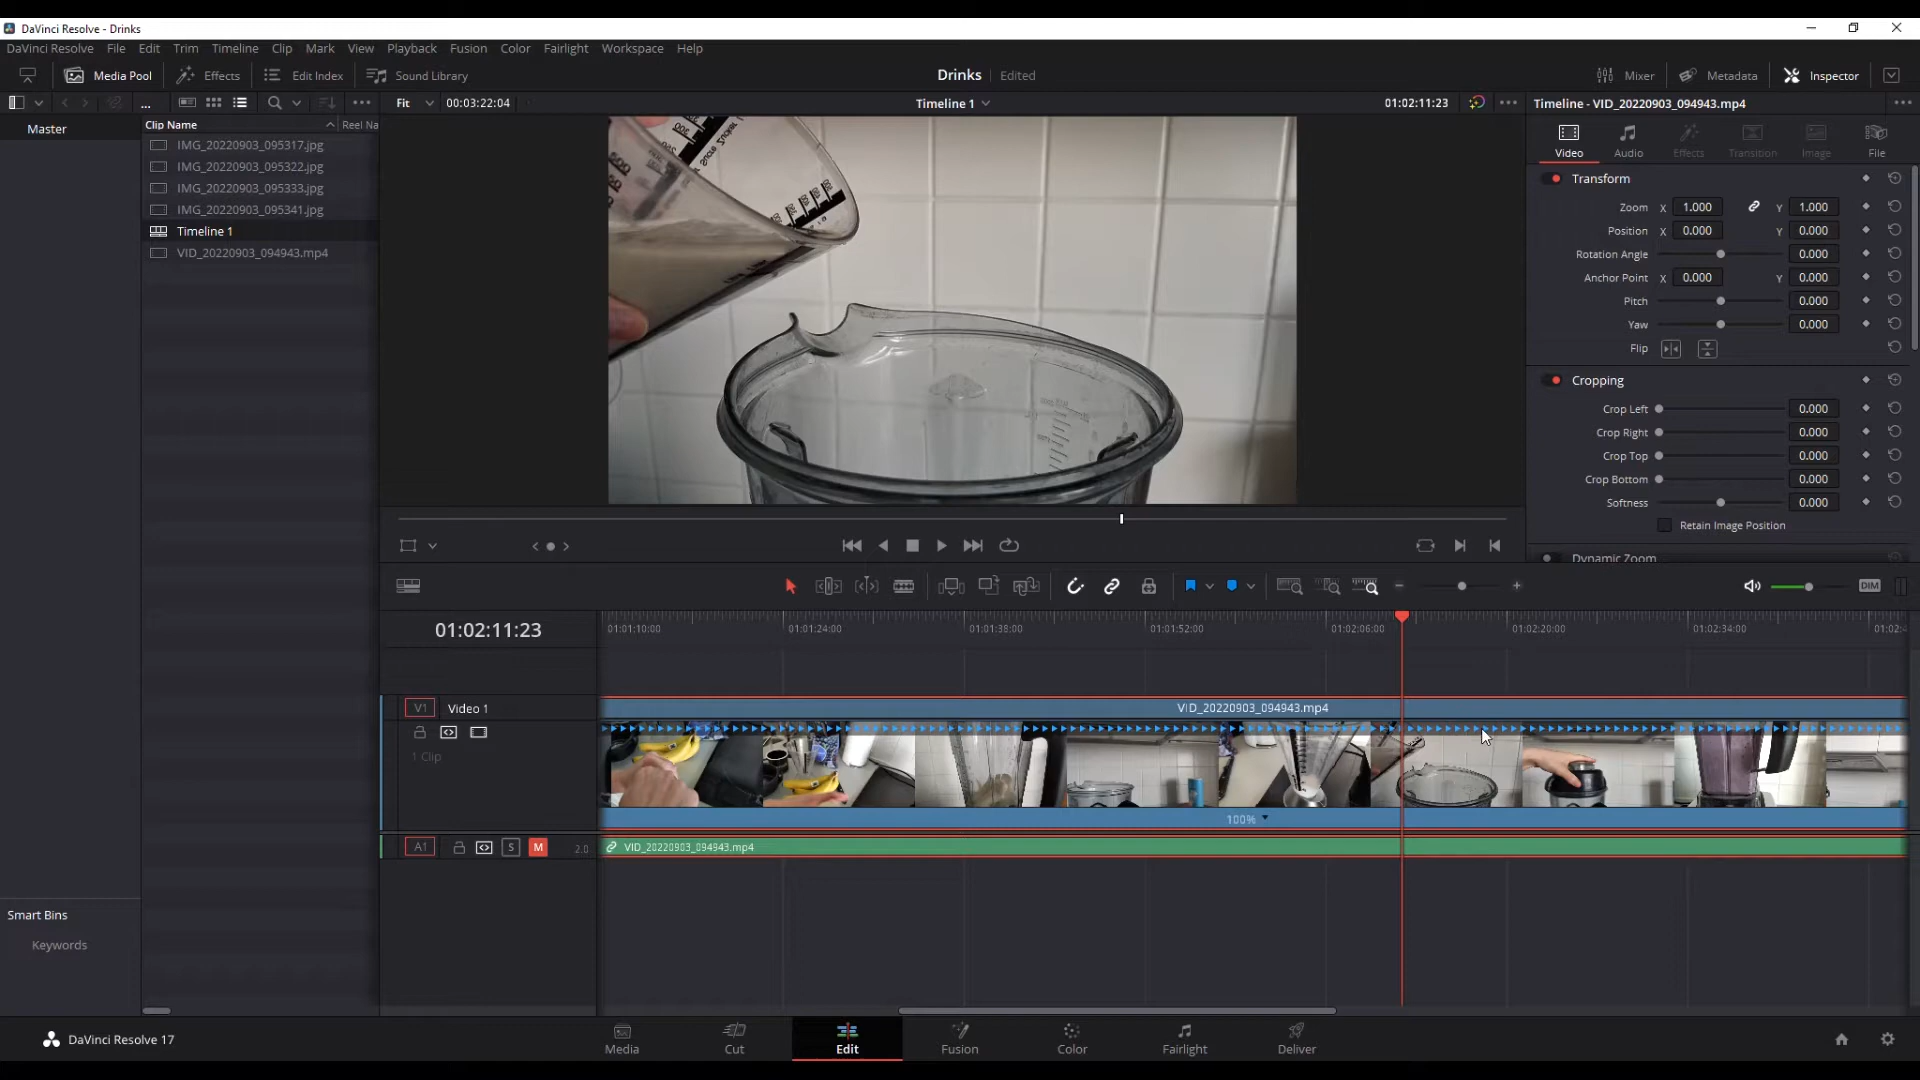 DaVinci Resolve - Drinks
DaVinci Resolve File Edit Trim Timeline Clip Mark View Playback Fusion Color Fairlight Workspace Help
Media Pool Effects Edit Index Sound Library Drinks Edited Mixer Metadata Inspector
... Fit 00:03:22:04 Timeline 1 01:02:11:23 Timeline - VID_20220903_094943.mp4
Master
Clip Name Reel Na
IMG_20220903_095317.jpg
IMG_20220903_095322.jpg
IMG_20220903_095333.jpg
IMG_20220903_095341.jpg
Timeline 1
VID_20220903_094943.mp4
Smart Bins
Keywords
Video Audio Effects Transition Image File
Transform
Zoom X 1.000 Y 1.000
Position X 0.000 Y 0.000
Rotation Angle 0.000
Anchor Point X 0.000 Y 0.000
Pitch 0.000
Yaw 0.000
Flip
Cropping
Crop Left 0.000
Crop Right 0.000
Crop Top 0.000
Crop Bottom 0.000
Softness 0.000
Retain Image Position
Dynamic Zoom
DIM
01:02:11:23
01:01:10:00 01:01:24:00 01:01:38:00 01:01:52:00 01:02:06:00 01:02:20:00 01:02:34:00
V1 Video 1 VID_20220903_094943.mp4
1 Clip
100%
A1 S M 2.0 VID_20220903_094943.mp4
DaVinci Resolve 17
Media Cut Edit Fusion Color Fairlight Deliver